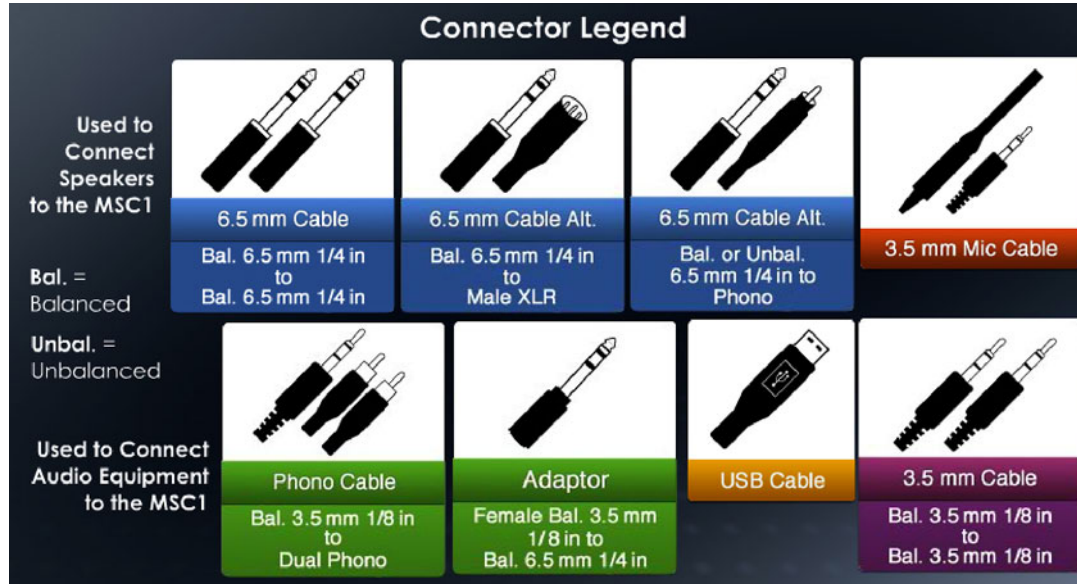 Connector Legend
Used to
Connect
Speakers
to the MSC1
6.5 mm Cable
Bal. 6.5 mm 1/4 in
to
Bal. 6.5 mm 1/4 in
6.5 mm Cable Alt.
Bal. 6.5 mm 1/4 in
to
Male XLR
6.5 mm Cable Alt.
Bal. or Unbal.
6.5 mm 1/4 in to
Phono
3.5 mm Mic Cable
Bal. =
Balanced
Unbal. =
Unbalanced
Used to Connect
Audio Equipment
to the MSC1
Phono Cable
Bal. 3.5 mm 1/8 in
to
Dual Phono
Adaptor
Female Bal. 3.5 mm
1/8 in to
Bal. 6.5 mm 1/4 in
USB Cable
3.5 mm Cable
Bal. 3.5 mm 1/8 in
to
Bal. 3.5 mm 1/8 in